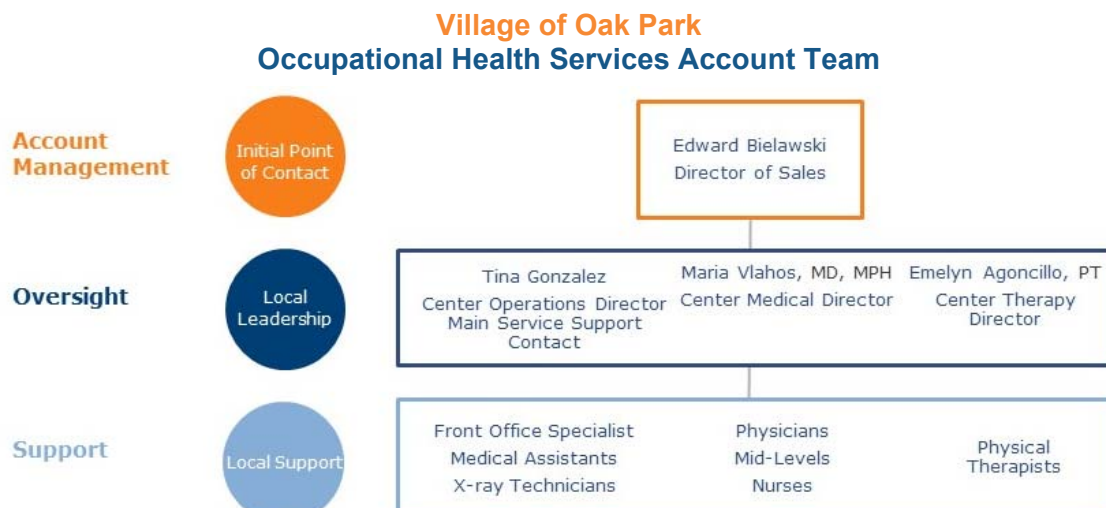 Village of Oak Park
Occupational Health Services Account Team
Account
Management
Initial Point
of Contact
Edward Bielawski
Director of Sales
Oversight
Local
Leadership
Tina Gonzalez
Center Operations Director
Main Service Support
Contact
Maria Vlahos, MD, MPH
Center Medical Director
Emelyn Agoncillo, PT
Center Therapy
Director
Support
Local Support
Front Office Specialist
Medical Assistants
X-ray Technicians
Physicians
Mid-Levels
Nurses
Physical
Therapists